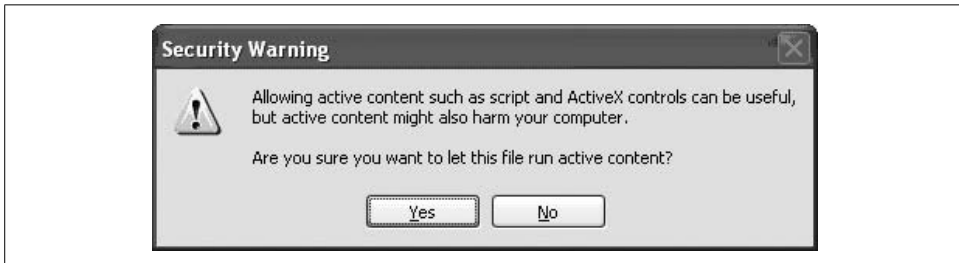 Security Warning
Allowing active content such as script and ActiveX controls can be useful,
but active content might also harm your computer.
Are you sure you want to let this file run active content?
Yes
No